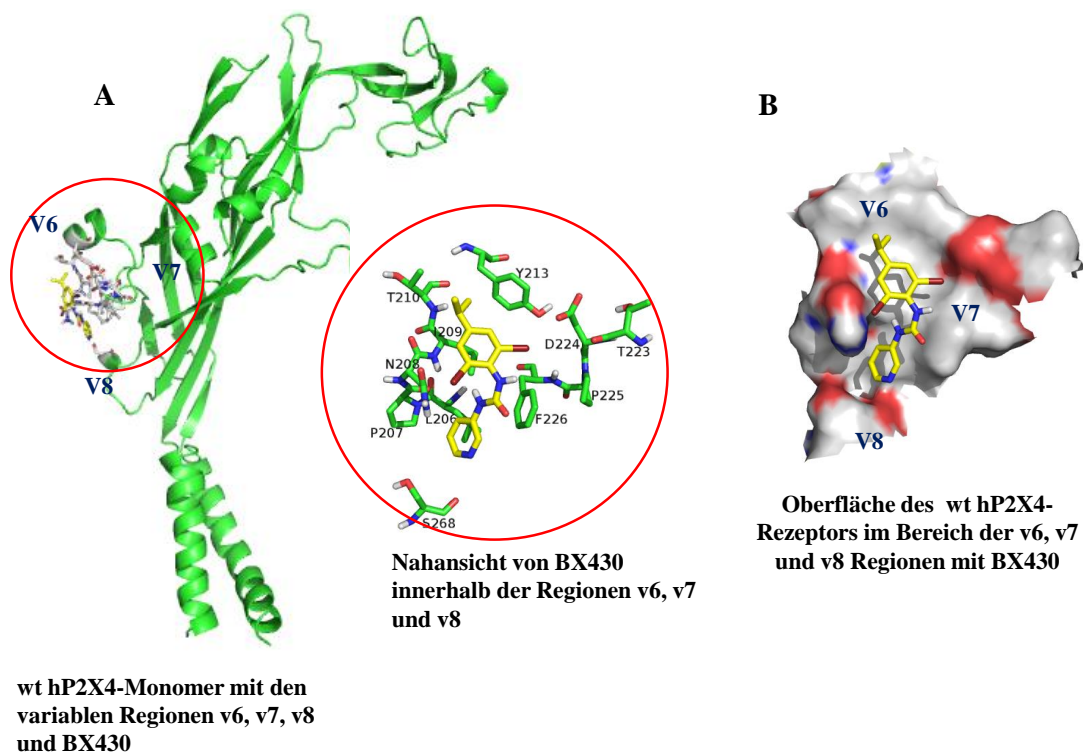 A
V6
V7
V8
Y213
T210
I209
N208
P207
L206
D224
T223
P225
F226
S268
Nahansicht von BX430
innerhalb der Regionen v6, v7
und v8
wt hP2X4-Monomer mit den
variablen Regionen v6, v7, v8
und BX430
B
V6
V7
V8
Oberfläche des wt hP2X4-
Rezeptors im Bereich der v6, v7
und v8 Regionen mit BX430